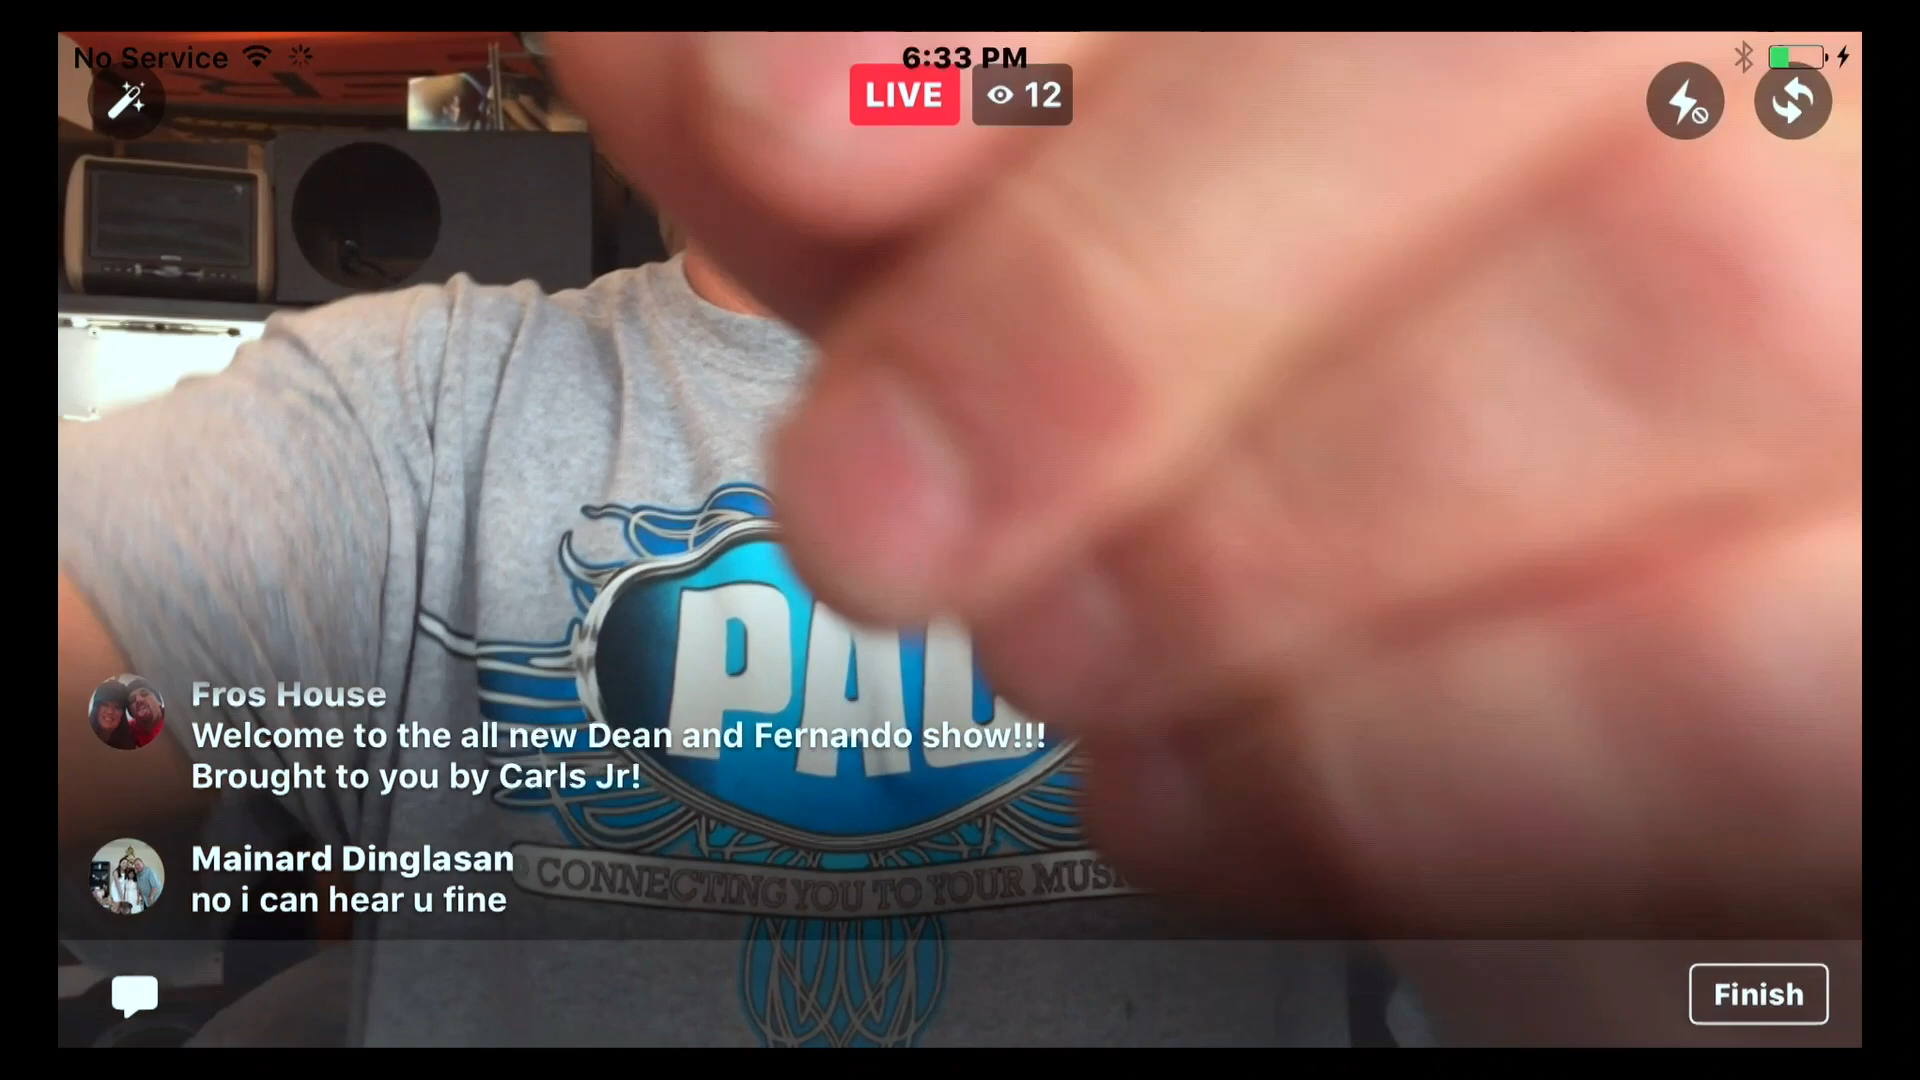 No Service
6:33 PM
LIVE
12
Fros House
Welcome to the all new Dean and Fernando show!!!
Brought to you by Carls Jr!
Mainard Dinglasan
no i can hear u fine
CONNECTING YOU TO YOUR
Finish